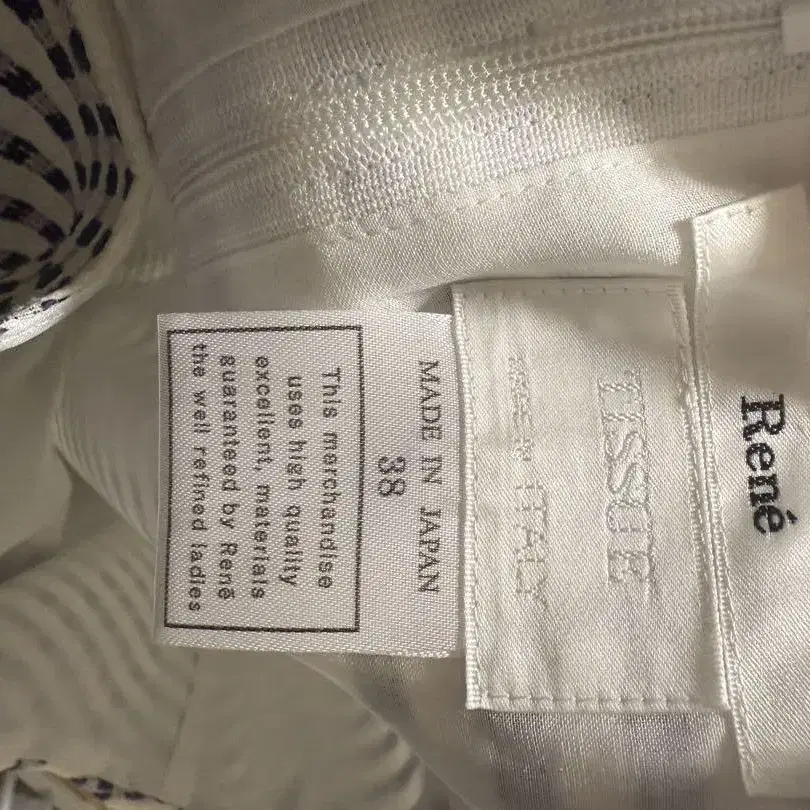 René
TISSUE
MADE IN ITALY
MADE IN JAPAN
38
This merchandise
uses high quality
excellent, materials
guaranteed by René
the well refined ladies